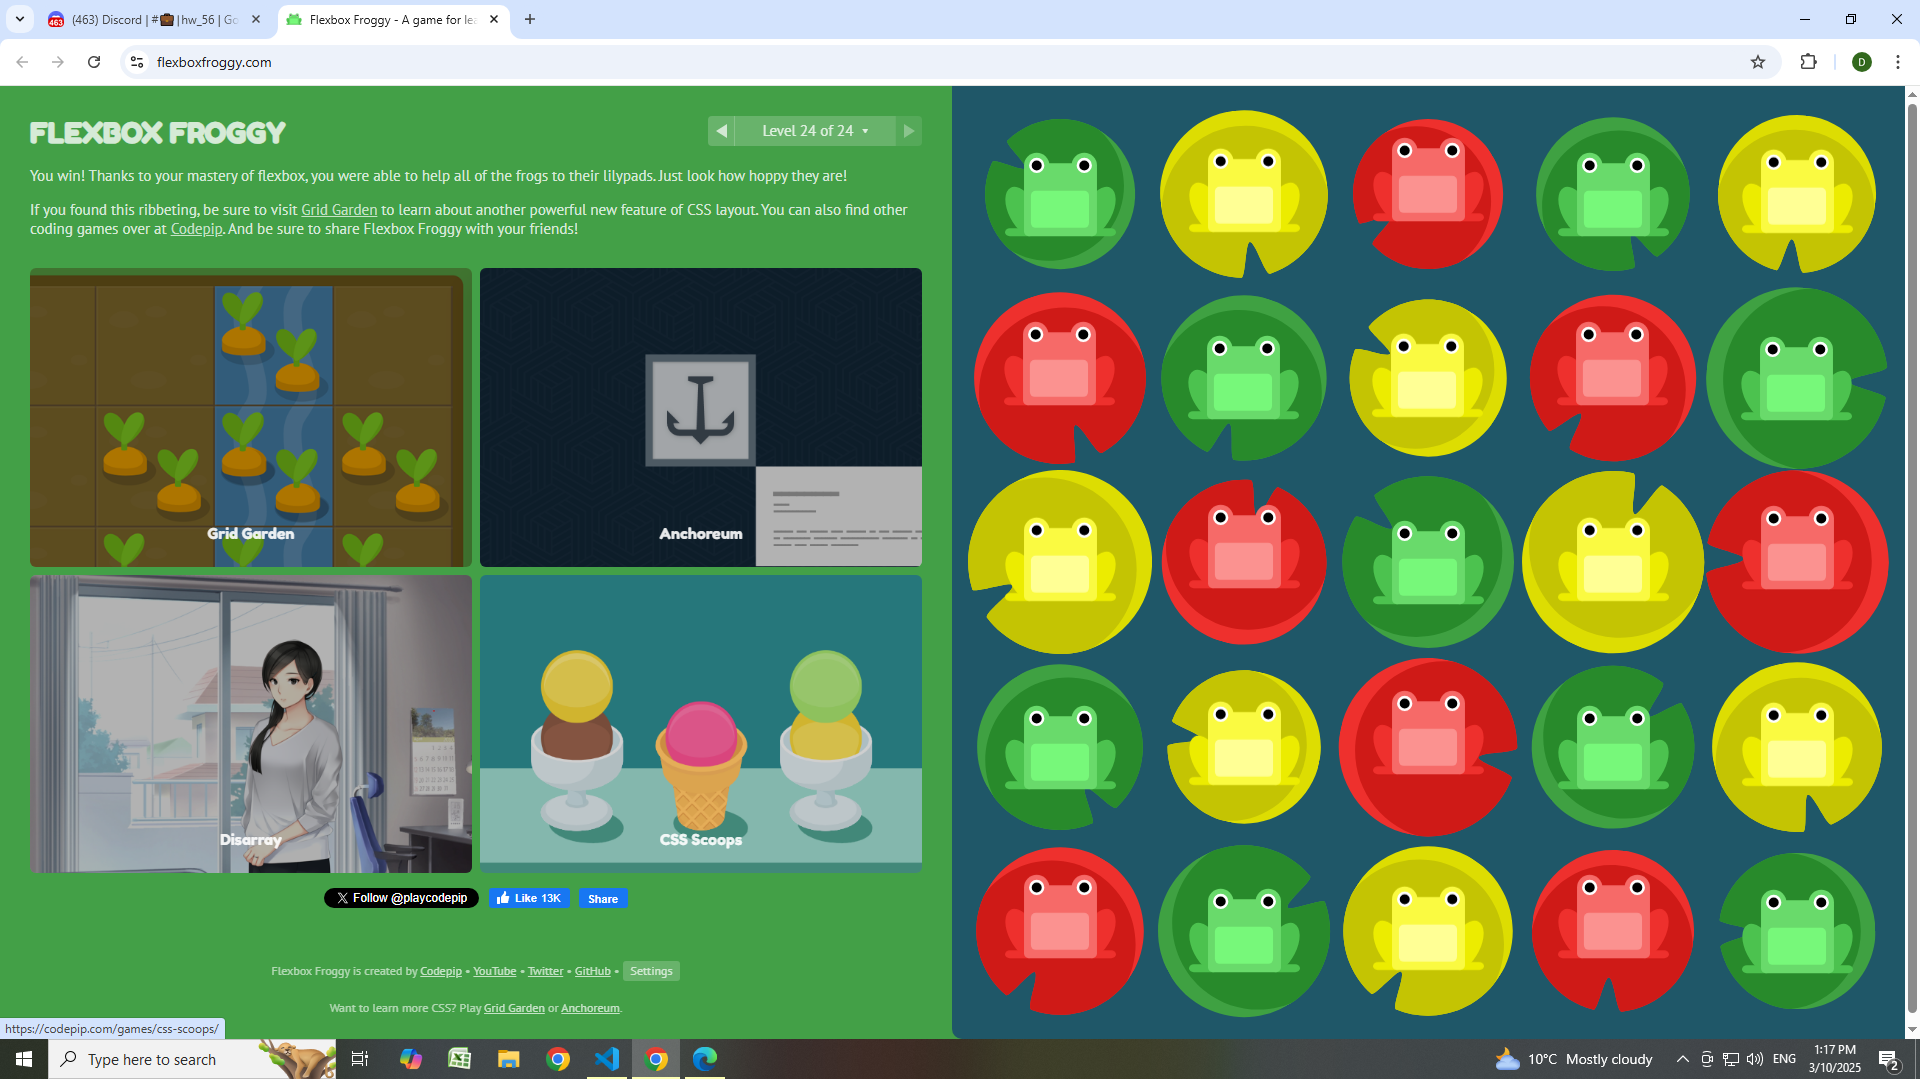 (463) Discord | #💼|hw_56 | Go
Flexbox Froggy - A game for le
flexboxfroggy.com
D
FLEXBOX FROGGY
Level 24 of 24
You win! Thanks to your mastery of flexbox, you were able to help all of the frogs to their lilypads. Just look how hoppy they are!
If you found this ribbeting, be sure to visit Grid Garden to learn about another powerful new feature of CSS layout. You can also find other
coding games over at Codepip. And be sure to share Flexbox Froggy with your friends!
Grid Garden
Anchoreum
Disarray
CSS Scoops
Follow @playcodepip
Like 13K
Share
Flexbox Froggy is created by Codepip • YouTube • Twitter • GitHub • Settings
Want to learn more CSS? Play Grid Garden or Anchoreum.
https://codepip.com/games/css-scoops/
Type here to search
10°C Mostly cloudy
ENG
1:17 PM
3/10/2025
2